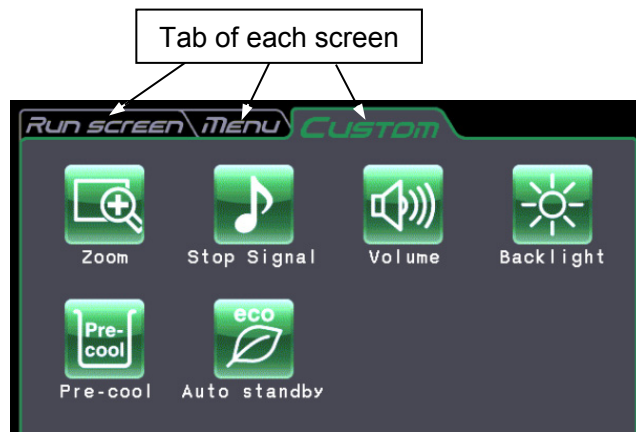 Tab of each screen
Run screen Menu Custom
Zoom Stop Signal Volume Backlight
Pre-
cool
eco
Pre-cool Auto standby